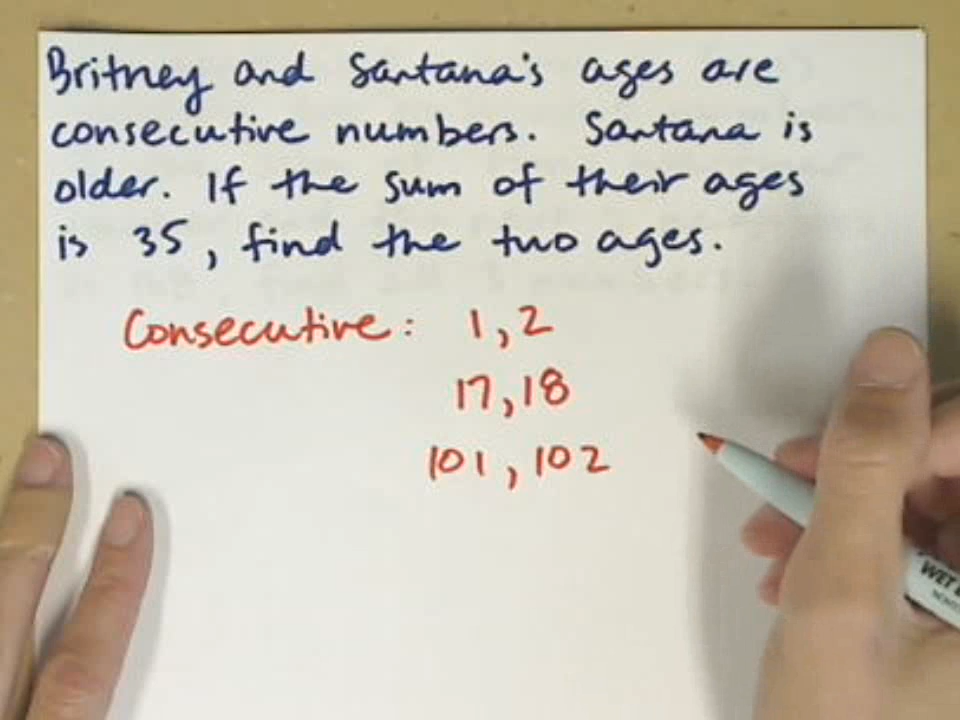 Britney and Santana's ages are
consecutive numbers. Santana is
older. If the sum of their ages
is 35, find the two ages.
Consecutive: 1, 2
17, 18
101, 102
WET